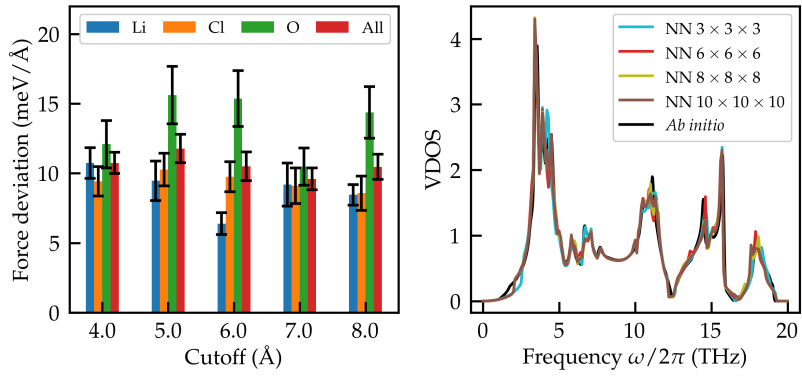 Force deviation (meV/Å)
20
15
10
5
0
Li
Cl
O
All
4.0
5.0
6.0
7.0
8.0
Cutoff (Å)
VDOS
4
3
2
1
0
NN 3 × 3 × 3
NN 6 × 6 × 6
NN 8 × 8 × 8
NN 10 × 10 × 10
Ab initio
0
5
10
15
20
Frequency ω/2π (THz)